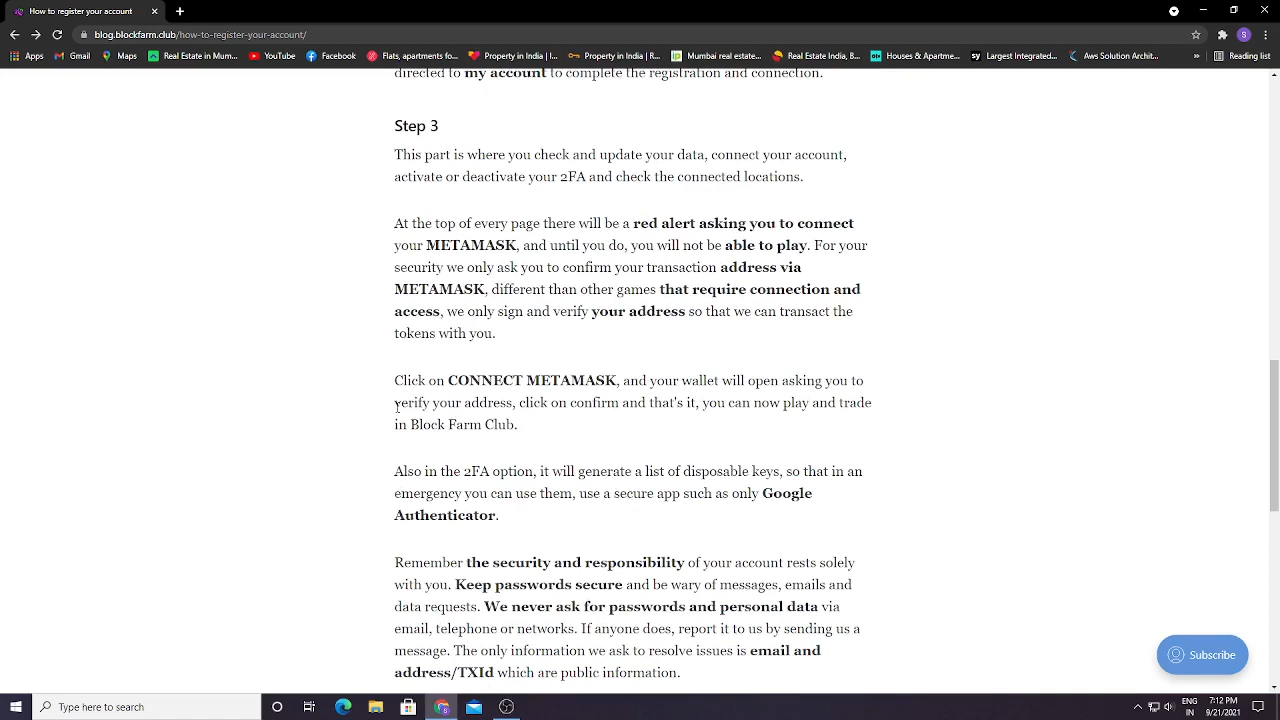 How to register your account
blog.blockfarm.club/how-to-register-your-account/
S
Apps
Gmail
Maps
Real Estate in Mum...
YouTube
Facebook
Flats, apartments fo...
Property in India | ...
Property in India | R...
Mumbai real estate...
Real Estate India, B...
Houses & Apartme...
Largest Integrated...
Aws Solution Archit...
»
Reading list
directed to my account to complete the registration and connection.
Step 3
This part is where you check and update your data, connect your account,
activate or deactivate your 2FA and check the connected locations.
At the top of every page there will be a red alert asking you to connect
your METAMASK, and until you do, you will not be able to play. For your
security we only ask you to confirm your transaction address via
METAMASK, different than other games that require connection and
access, we only sign and verify your address so that we can transact the
tokens with you.
Click on CONNECT METAMASK, and your wallet will open asking you to
verify your address, click on confirm and that's it, you can now play and trade
in Block Farm Club.
Also in the 2FA option, it will generate a list of disposable keys, so that in an
emergency you can use them, use a secure app such as only Google
Authenticator.
Remember the security and responsibility of your account rests solely
with you. Keep passwords secure and be wary of messages, emails and
data requests. We never ask for passwords and personal data via
email, telephone or networks. If anyone does, report it to us by sending us a
message. The only information we ask to resolve issues is email and
address/TXId which are public information.
Subscribe
Type here to search
ENG
IN
7:12 PM
9/21/2021